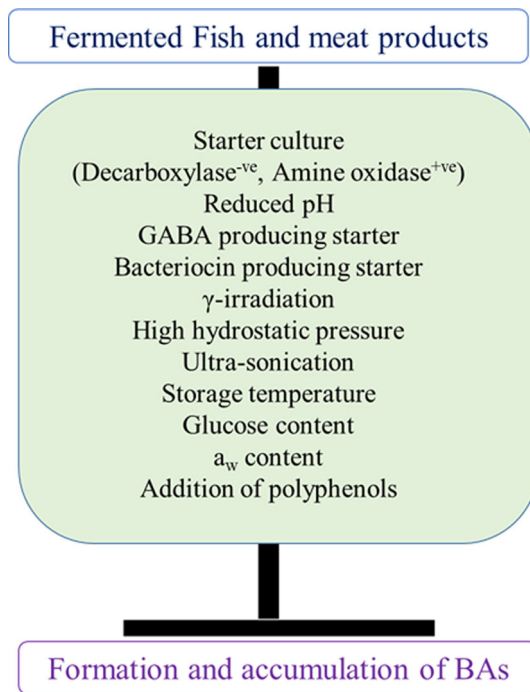 Fermented Fish and meat products
Starter culture
(Decarboxylase-ve, Amine oxidase+ve)
Reduced pH
GABA producing starter
Bacteriocin producing starter
γ-irradiation
High hydrostatic pressure
Ultra-sonication
Storage temperature
Glucose content
aw content
Addition of polyphenols
Formation and accumulation of BAs